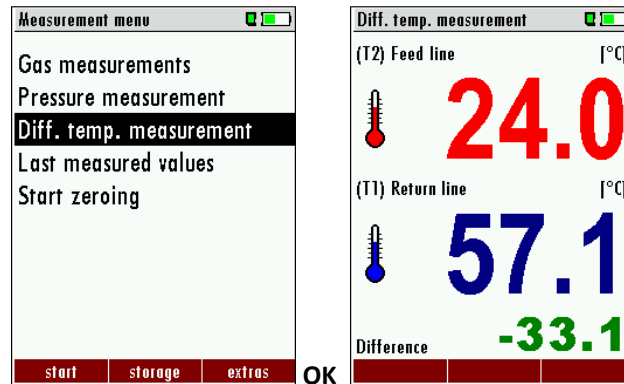 Measurement menu
Gas measurements
Pressure measurement
Diff. temp. measurement
Last measured values
Start zeroing
start storage extras
OK
Diff. temp. measurement
(T2) Feed line [°C]
24.0
(T1) Return line [°C]
57.1
Difference -33.1